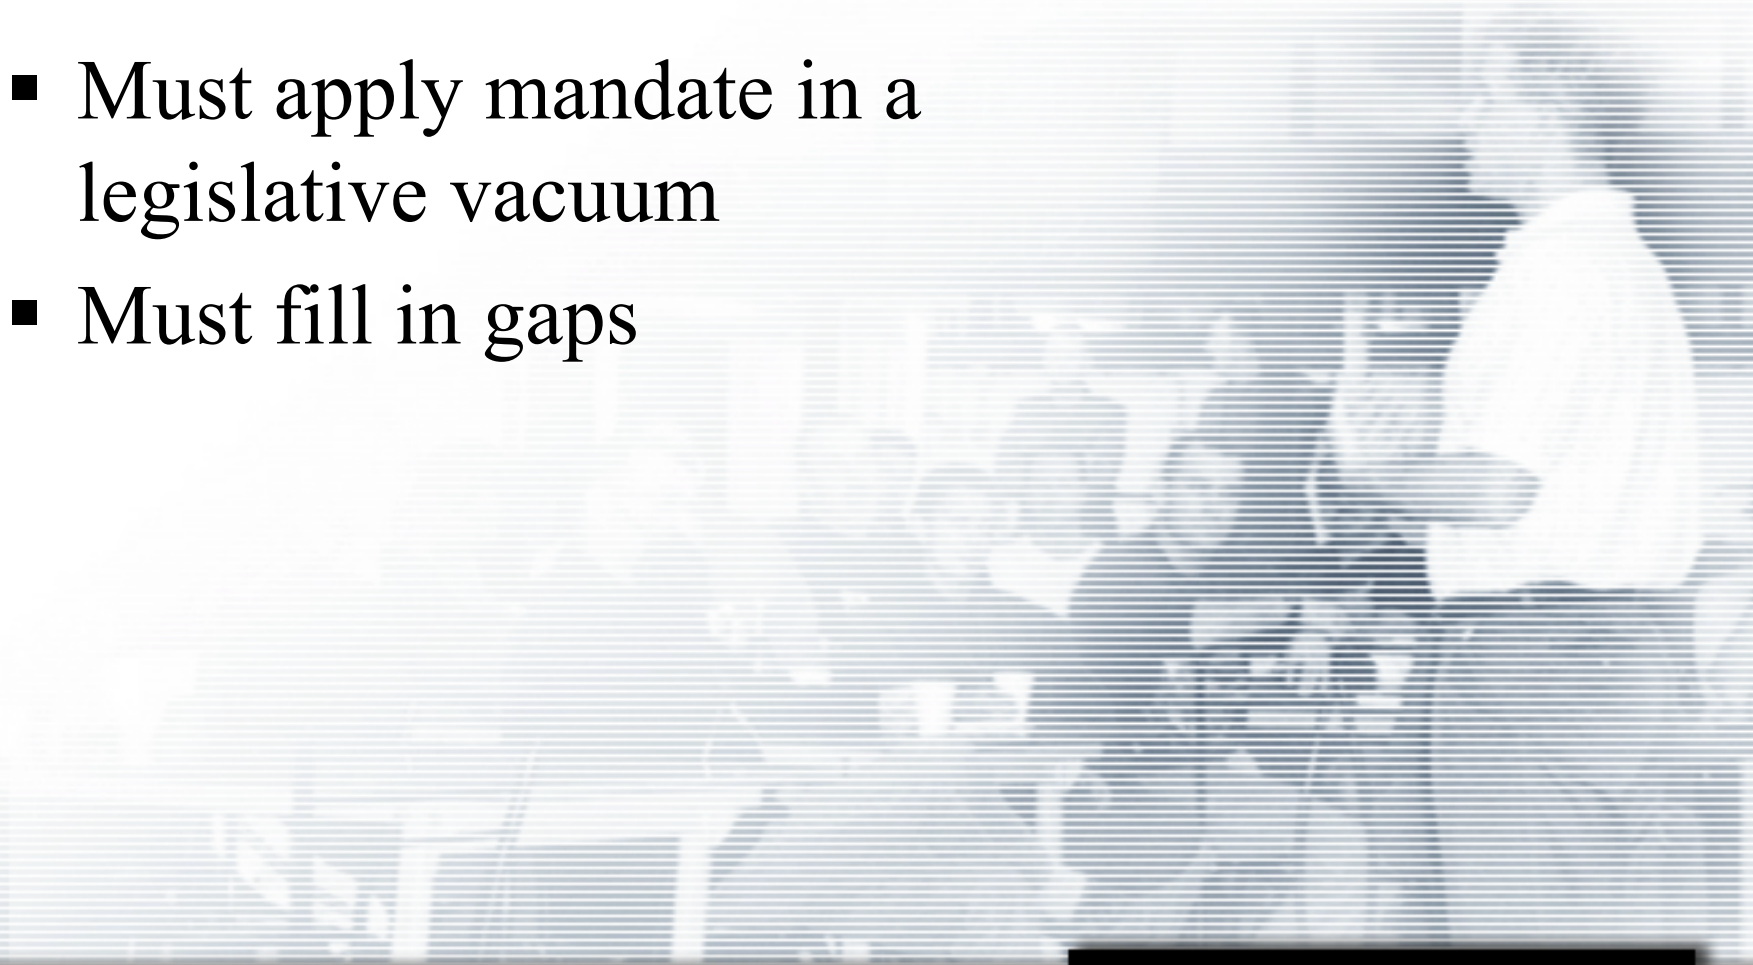 ▪ Must apply mandate in a
legislative vacuum
▪ Must fill in gaps